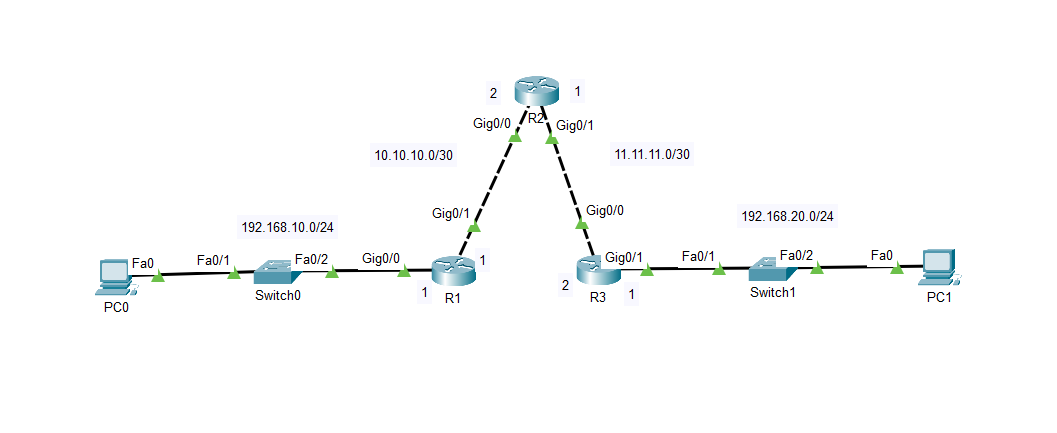 2
1
R2
Gig0/0
Gig0/1
10.10.10.0/30
11.11.11.0/30
Gig0/1
Gig0/0
192.168.10.0/24
192.168.20.0/24
Fa0
Fa0/1
Fa0/2
Gig0/0
1
Gig0/1
Fa0/1
Fa0/2
Fa0
PC0
Switch0
1
R1
2
R3
1
Switch1
PC1